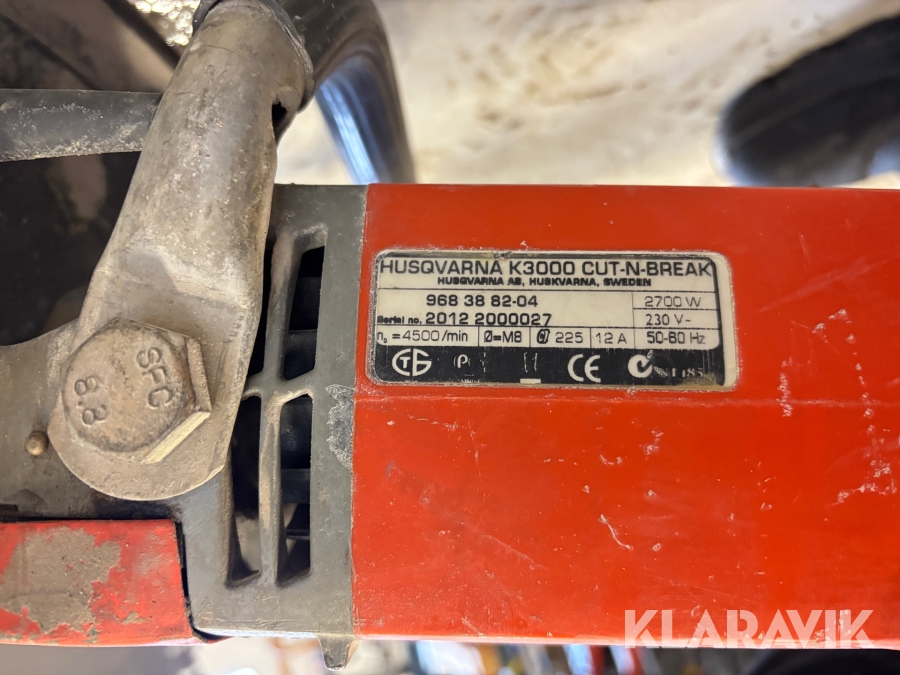 HUSQVARNA K3000 CUT-N-BREAK
HUSQVARNA AB, HUSKVARNA, SWEDEN
968 38 82-04
2700 W
Serial no. 2012 2000027
230 V~
n₀ = 4500/min Ø=M8 225 12 A 50-60 Hz
P CE
SFC
8.8
KLARAVIK